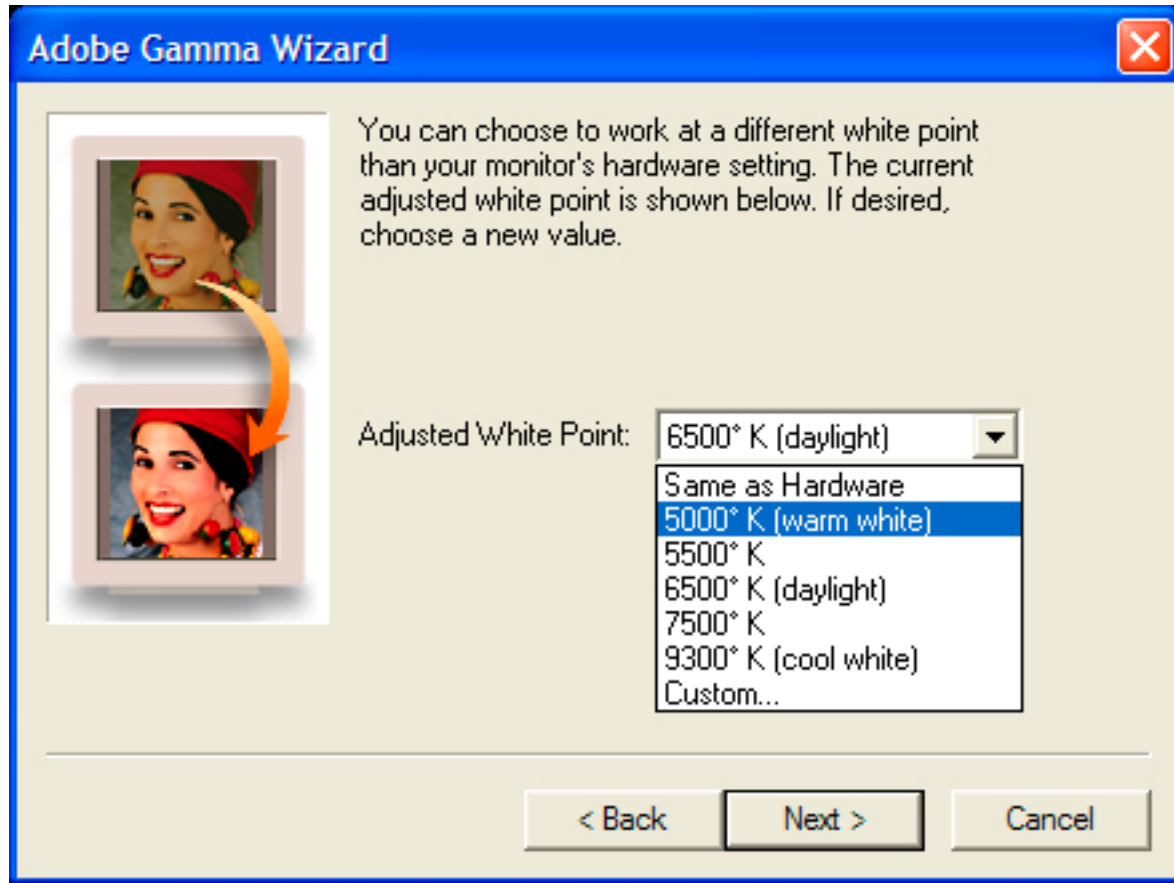 Adobe Gamma Wizard
You can choose to work at a different white point
than your monitor's hardware setting. The current
adjusted white point is shown below. If desired,
choose a new value.
Adjusted White Point: 6500° K (daylight)
Same as Hardware
5000° K (warm white)
5500° K
6500° K (daylight)
7500° K
9300° K (cool white)
Custom...
< Back Next > Cancel